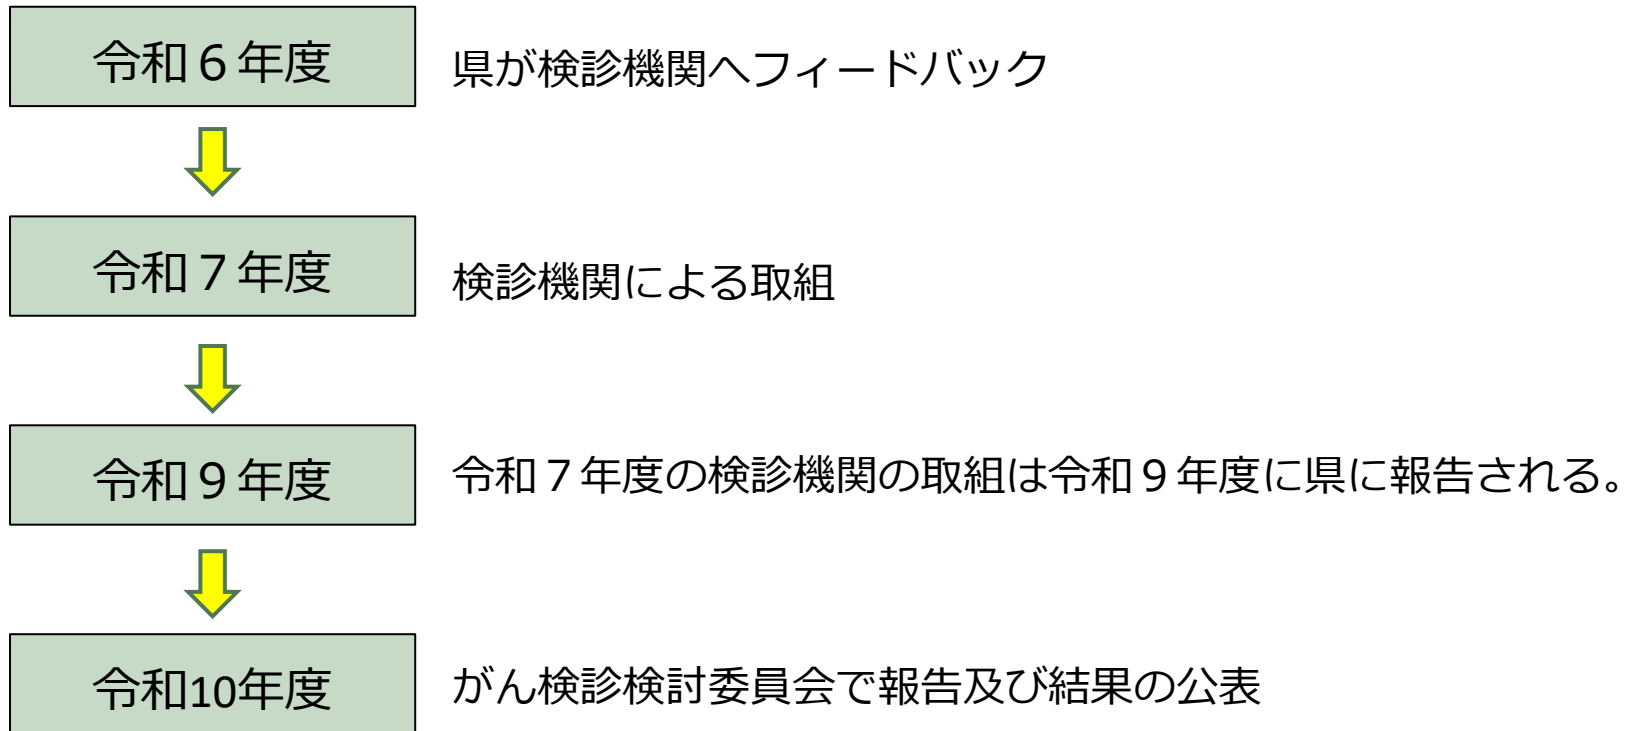 令和６年度
県が検診機関へフィードバック
令和７年度
検診機関による取組
令和９年度
令和７年度の検診機関の取組は令和９年度に県に報告される。
令和10年度
がん検診検討委員会で報告及び結果の公表